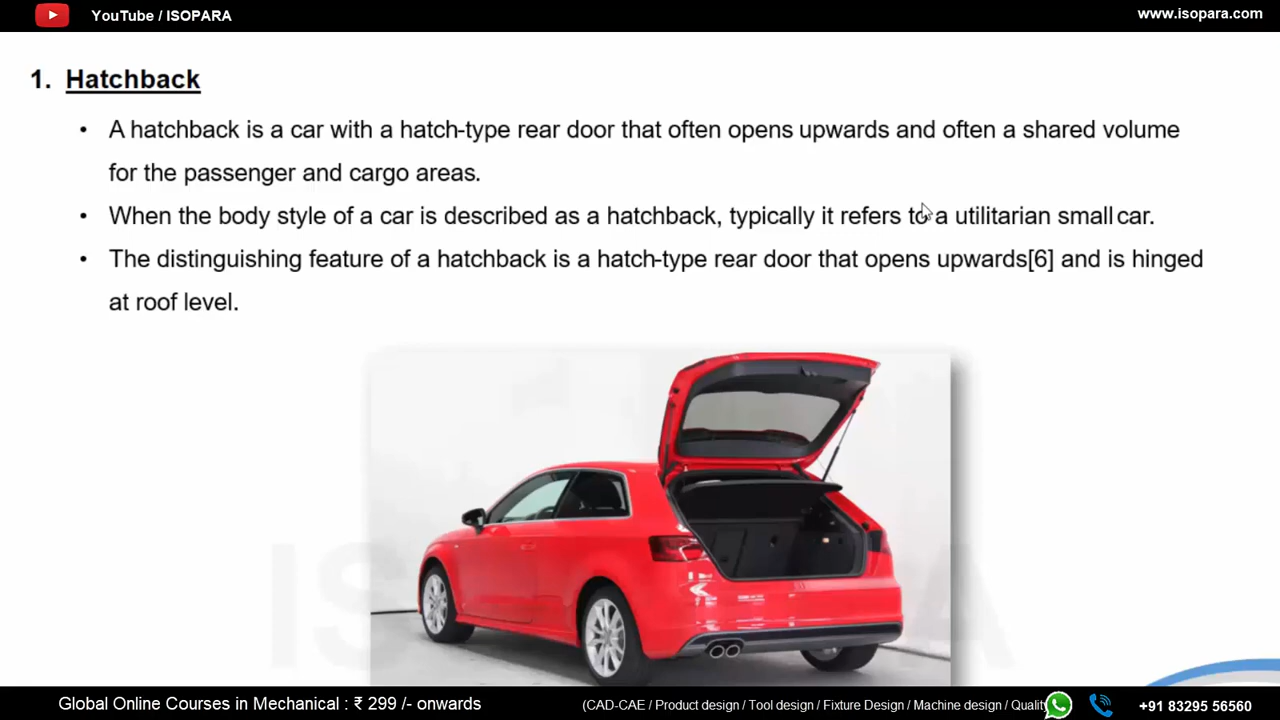 YouTube / ISOPARA
www.isopara.com
1. Hatchback
• A hatchback is a car with a hatch-type rear door that often opens upwards and often a shared volume
for the passenger and cargo areas.
• When the body style of a car is described as a hatchback, typically it refers to a utilitarian small car.
• The distinguishing feature of a hatchback is a hatch-type rear door that opens upwards[6] and is hinged
at roof level.
ISOPARA
Global Online Courses in Mechanical : ₹ 299 /- onwards
(CAD-CAE / Product design / Tool design / Fixture Design / Machine design / Quality
+91 83295 56560